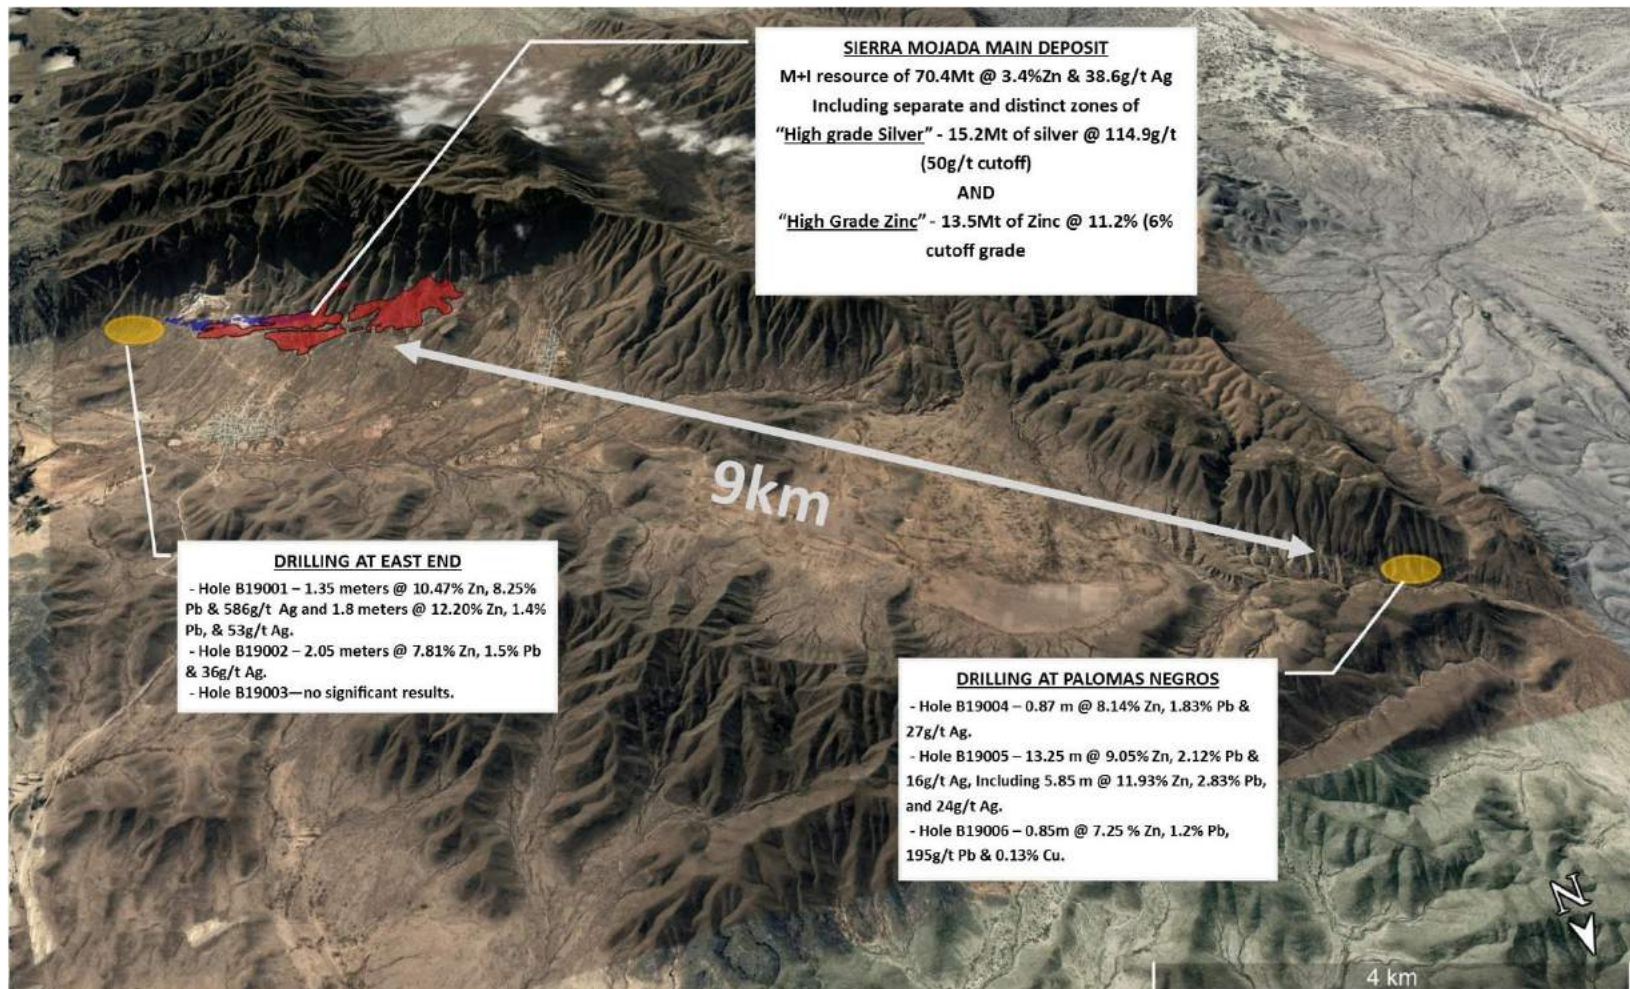 SIERRA MOJADA MAIN DEPOSIT
M+I resource of 70.4Mt @ 3.4%Zn & 38.6g/t Ag
Including separate and distinct zones of
“High grade Silver” - 15.2Mt of silver @ 114.9g/t
(50g/t cutoff)
AND
“High Grade Zinc” - 13.5Mt of Zinc @ 11.2% (6%
cutoff grade
9km
DRILLING AT EAST END
- Hole B19001 – 1.35 meters @ 10.47% Zn, 8.25%
Pb & 586g/t Ag and 1.8 meters @ 12.20% Zn, 1.4%
Pb, & 53g/t Ag.
- Hole B19002 – 2.05 meters @ 7.81% Zn, 1.5% Pb
& 36g/t Ag.
- Hole B19003—no significant results.
DRILLING AT PALOMAS NEGROS
- Hole B19004 – 0.87 m @ 8.14% Zn, 1.83% Pb &
27g/t Ag.
- Hole B19005 – 13.25 m @ 9.05% Zn, 2.12% Pb &
16g/t Ag, Including 5.85 m @ 11.93% Zn, 2.83% Pb,
and 24g/t Ag.
- Hole B19006 – 0.85m @ 7.25 % Zn, 1.2% Pb,
195g/t Pb & 0.13% Cu.
N
4 km